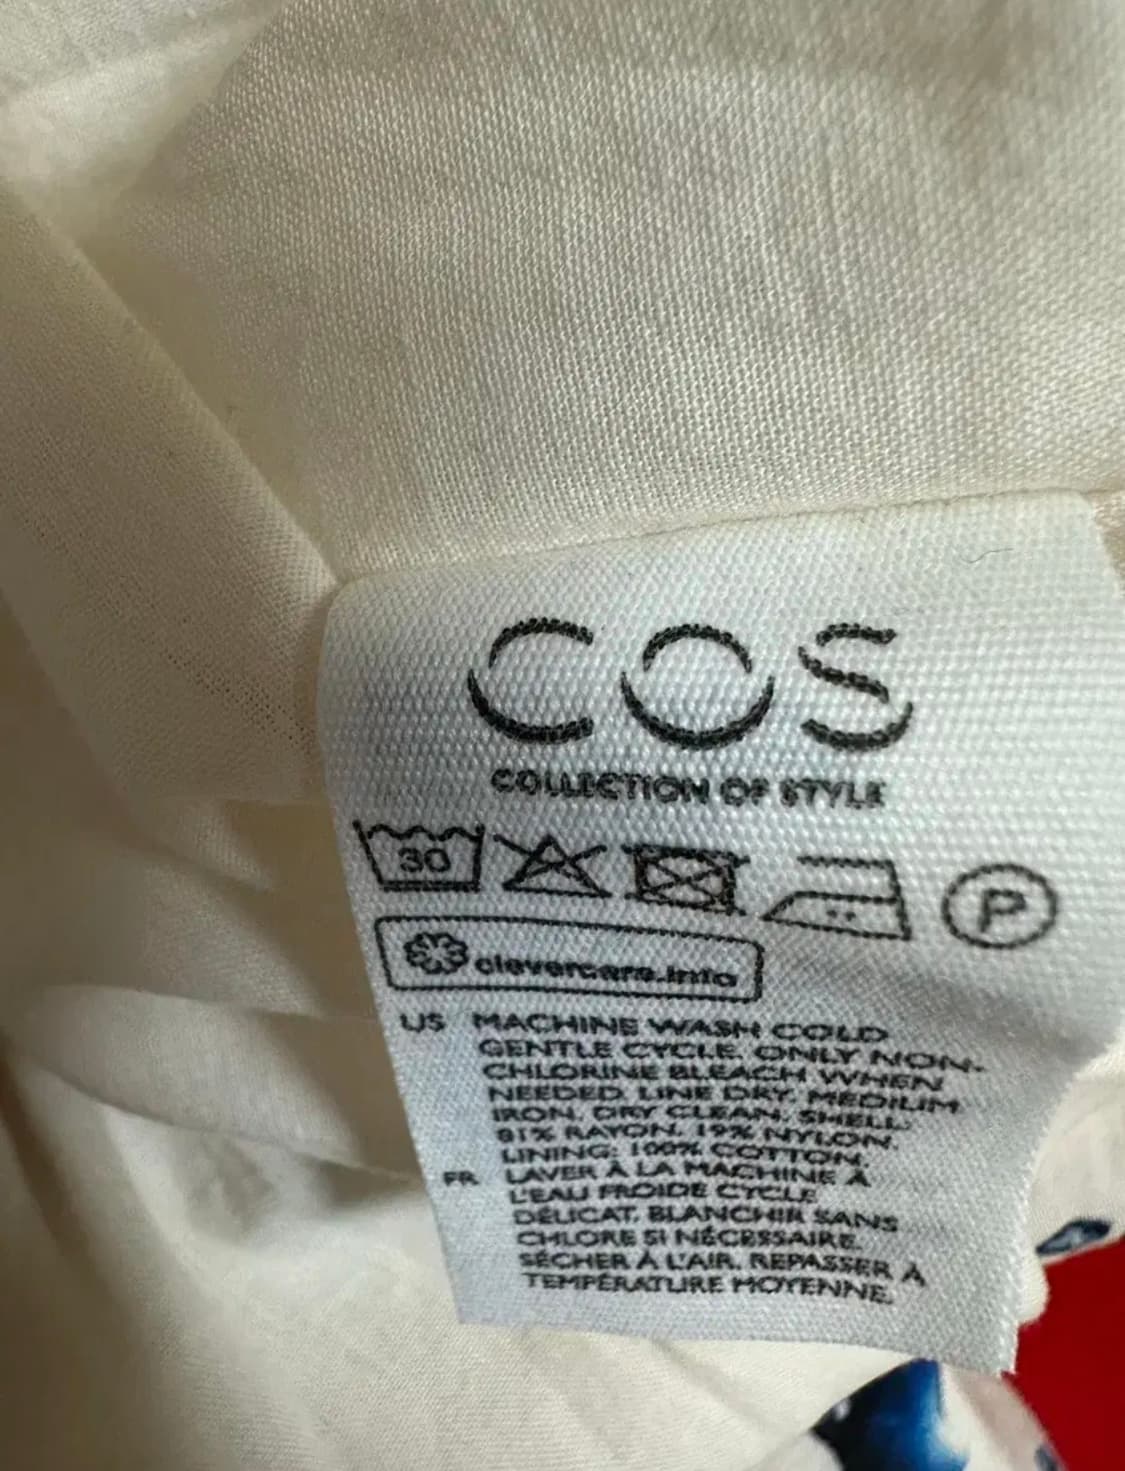 COS
COLLECTION OF STYLE
30
P
clevercare.info
US MACHINE WASH COLD
GENTLE CYCLE. ONLY NON-
CHLORINE BLEACH WHEN
NEEDED. LINE DRY. MEDIUM
IRON. DRY CLEAN. SHELL:
81% RAYON. 19% NYLON.
LINING: 100% COTTON.
FR LAVER À LA MACHINE À
L'EAU FROIDE CYCLE
DÉLICAT. BLANCHIR SANS
CHLORE SI NÉCESSAIRE.
SÉCHER À L'AIR. REPASSER À
TEMPÉRATURE MOYENNE.